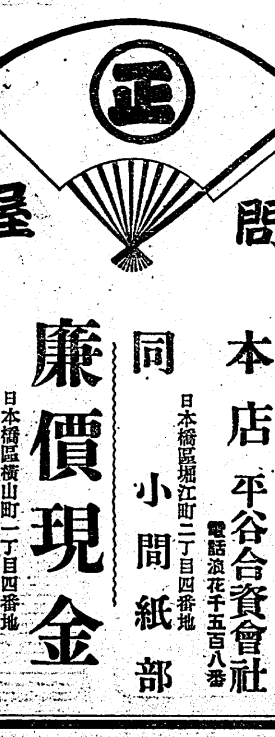 正
問屋
本店 平谷合資會社
電話浪花千五百八番
日本橋區堀江町二丁目四番地
同 小間紙部
廉價現金
日本橋區橫山町一丁目四番地